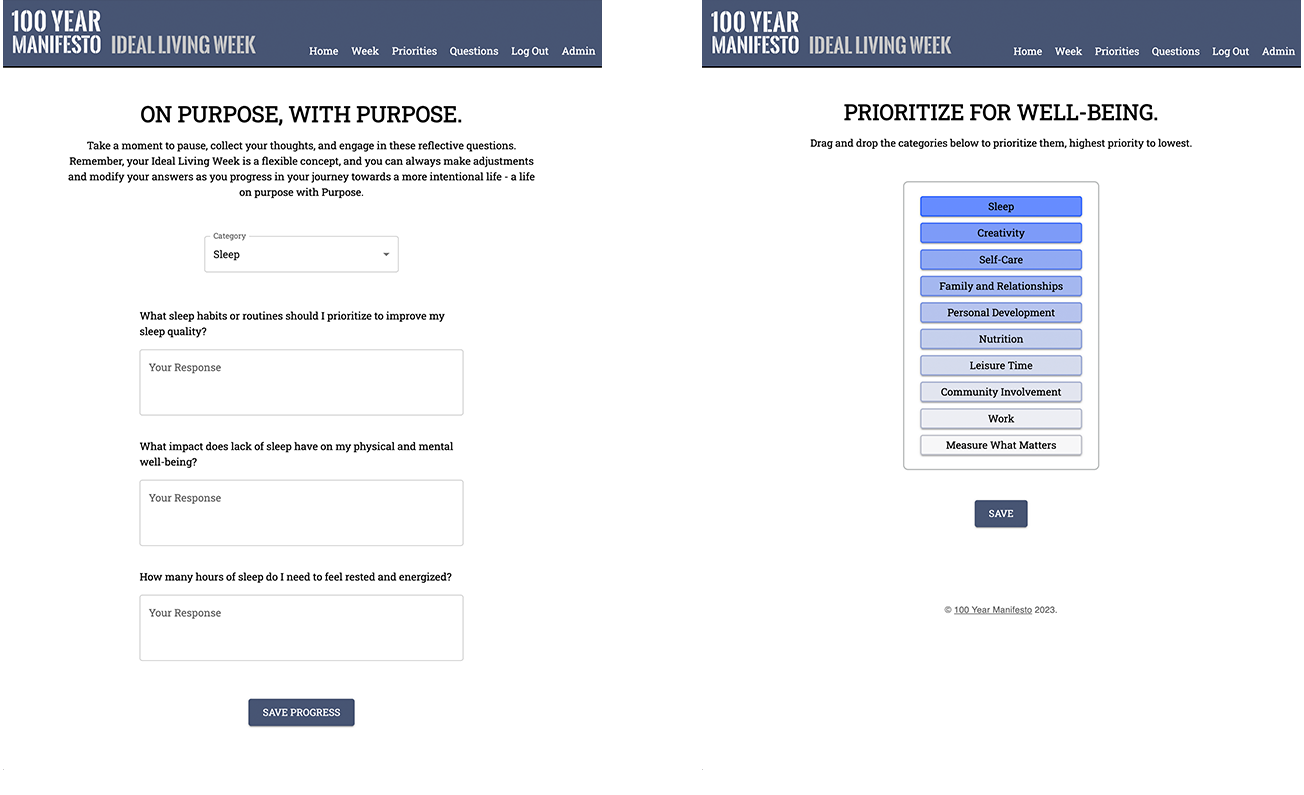 100 YEAR
MANIFESTO IDEAL LIVING WEEK
Home Week Priorities Questions Log Out Admin
ON PURPOSE, WITH PURPOSE.
Take a moment to pause, collect your thoughts, and engage in these reflective questions.
Remember, your Ideal Living Week is a flexible concept, and you can always make adjustments
and modify your answers as you progress in your journey towards a more intentional life - a life
on purpose with Purpose.
Category
Sleep
What sleep habits or routines should I prioritize to improve my
sleep quality?
Your Response
What impact does lack of sleep have on my physical and mental
well-being?
Your Response
How many hours of sleep do I need to feel rested and energized?
Your Response
SAVE PROGRESS
100 YEAR
MANIFESTO IDEAL LIVING WEEK
Home Week Priorities Questions Log Out Admin
PRIORITIZE FOR WELL-BEING.
Drag and drop the categories below to prioritize them, highest priority to lowest.
Sleep
Creativity
Self-Care
Family and Relationships
Personal Development
Nutrition
Leisure Time
Community Involvement
Work
Measure What Matters
SAVE
© 100 Year Manifesto 2023.